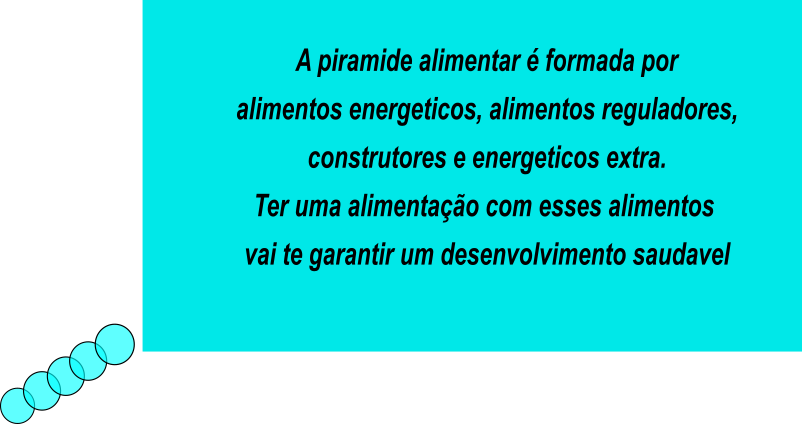 A piramide alimentar é formada por
alimentos energeticos, alimentos reguladores,
construtores e energeticos extra.
Ter uma alimentação com esses alimentos
vai te garantir um desenvolvimento saudavel